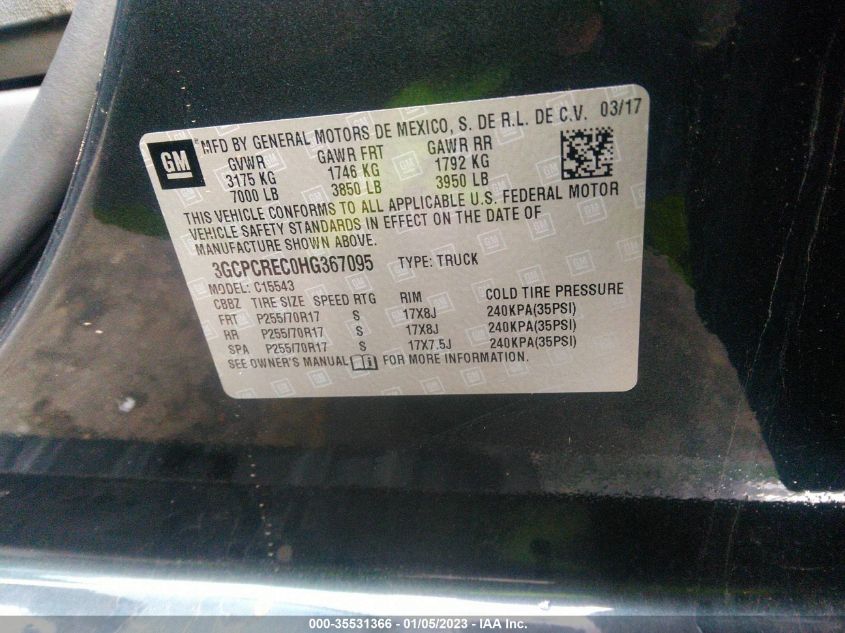 GM
MFD BY GENERAL MOTORS DE MEXICO, S. DE R.L. DE C.V. 03/17
GVWR GAWR FRT GAWR RR
3175 KG 1746 KG 1792 KG
7000 LB 3850 LB 3950 LB
THIS VEHICLE CONFORMS TO ALL APPLICABLE U.S. FEDERAL MOTOR
VEHICLE SAFETY STANDARDS IN EFFECT ON THE DATE OF
MANUFACTURE SHOWN ABOVE.
3GCPCREC0HG367095 TYPE: TRUCK
MODEL: C15543
CBBZ TIRE SIZE SPEED RTG RIM COLD TIRE PRESSURE
FRT P255/70R17 S 17X8J 240KPA(35PSI)
RR P255/70R17 S 17X8J 240KPA(35PSI)
SPA P255/70R17 S 17X7.5J 240KPA(35PSI)
SEE OWNER'S MANUAL FOR MORE INFORMATION.
000-35531366 - 01/05/2023 - IAA Inc.